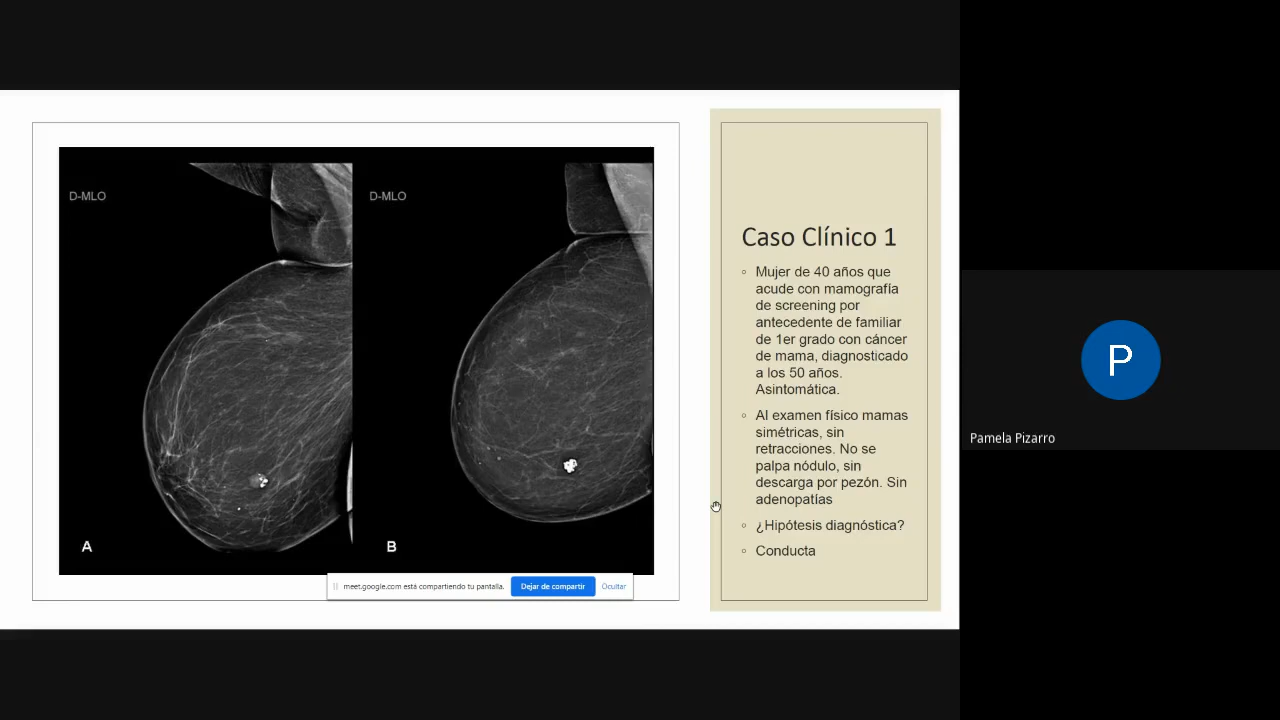 D-MLO
D-MLO
A
B
Caso Clínico 1
Mujer de 40 años que
acude con mamografía
de screening por
antecedente de familiar
de 1er grado con cáncer
de mama, diagnosticado
a los 50 años.
Asintomática.
Al examen físico mamas
simétricas, sin
retracciones. No se
palpa nódulo, sin
descarga por pezón. Sin
adenopatías
¿Hipótesis diagnóstica?
Conducta
meet.google.com está compartiendo tu pantalla.
Dejar de compartir
Ocultar
P
Pamela Pizarro